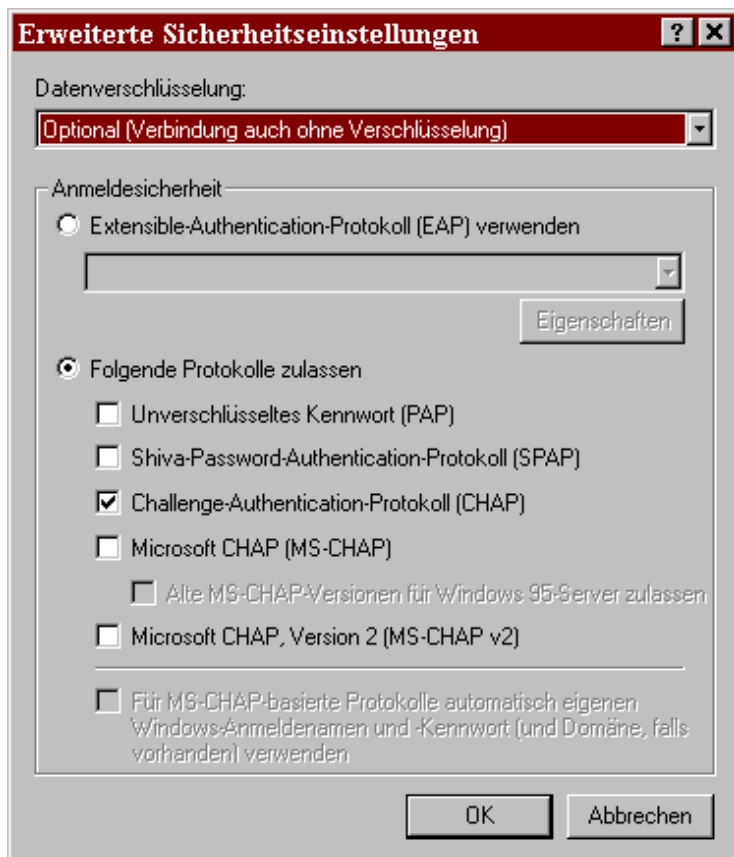 Erweiterte Sicherheitseinstellungen
Datenverschlüsselung:
Optional (Verbindung auch ohne Verschlüsselung)
Anmeldesicherheit
Extensible-Authentication-Protokoll (EAP) verwenden
Eigenschaften
Folgende Protokolle zulassen
Unverschlüsseltes Kennwort (PAP)
Shiva-Password-Authentication-Protokoll (SPAP)
Challenge-Authentication-Protokoll (CHAP)
Microsoft CHAP (MS-CHAP)
Alte MS-CHAP-Versionen für Windows 95-Server zulassen
Microsoft CHAP, Version 2 (MS-CHAP v2)
Für MS-CHAP-basierte Protokolle automatisch eigenen
Windows-Anmeldenamen und -Kennwort (und Domäne, falls
vorhanden) verwenden
OK Abbrechen